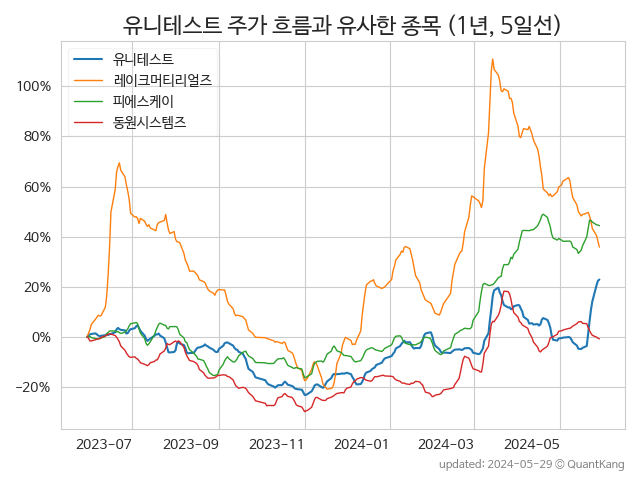 유니테스트 주가 흐름과 유사한 종목 (1년, 5일선)
유니테스트
레이크머티리얼즈
피에스케이
동원시스템즈
100%
80%
60%
40%
20%
0%
−20%
2023−07
2023−09
2023−11
2024−01
2024−03
2024−05
updated: 2024−05−29 © QuantKang